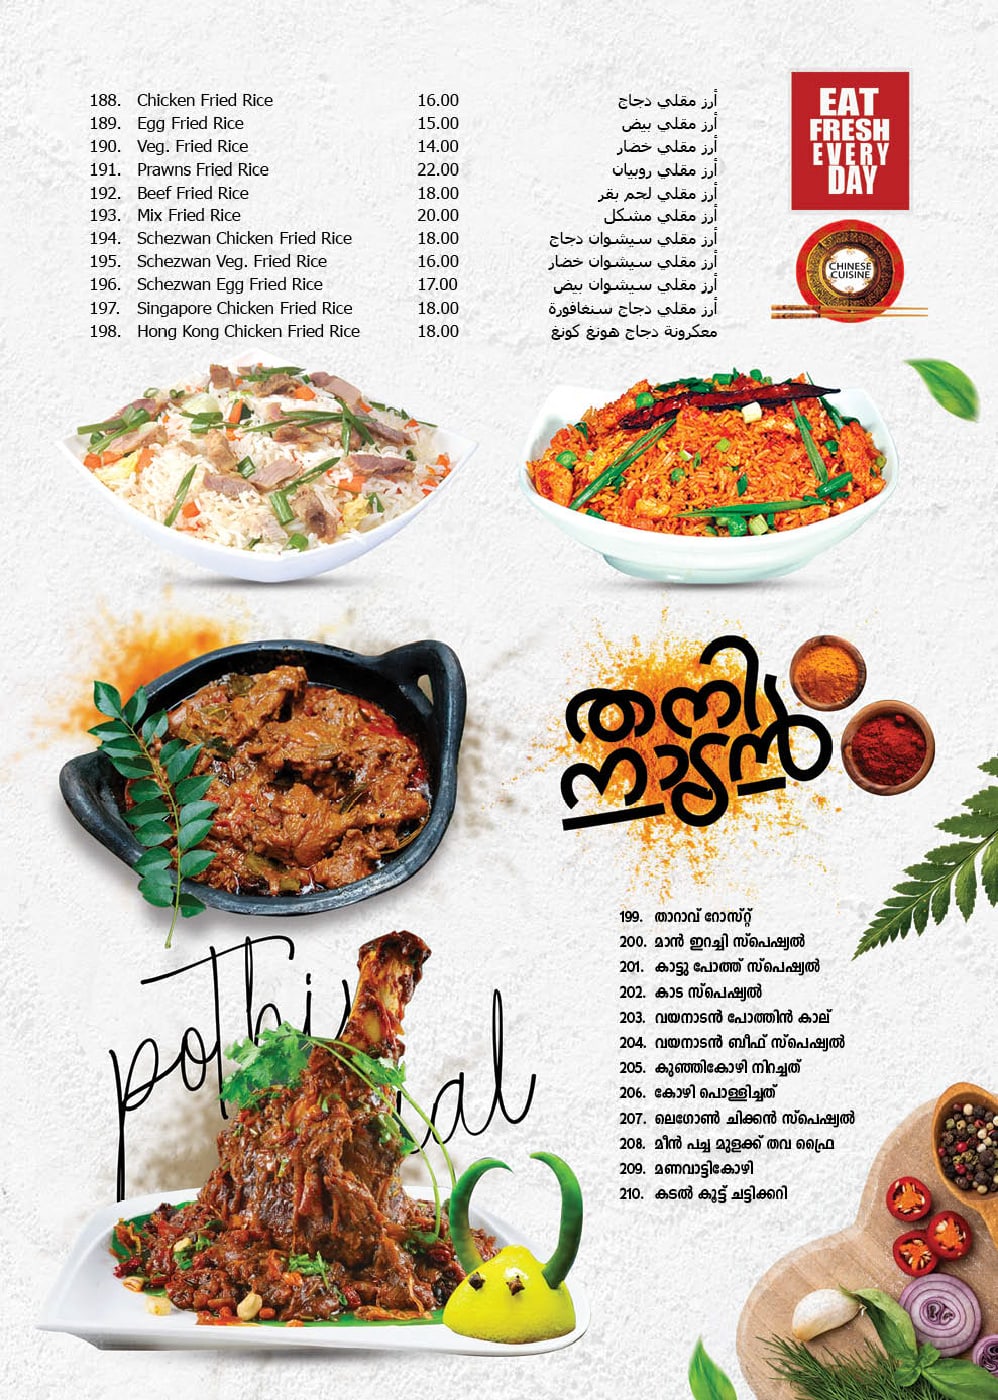 188. Chicken Fried Rice 16.00 أرز مقلي دجاج
189. Egg Fried Rice 15.00 أرز مقلي بيض
190. Veg. Fried Rice 14.00 أرز مقلي خضار
191. Prawns Fried Rice 22.00 أرز مقلي روبيان
192. Beef Fried Rice 18.00 أرز مقلي لحم بقر
193. Mix Fried Rice 20.00 أرز مقلي مشكل
194. Schezwan Chicken Fried Rice 18.00 أرز مقلي سيشوان دجاج
195. Schezwan Veg. Fried Rice 16.00 أرز مقلي سيشوان خضار
196. Schezwan Egg Fried Rice 17.00 أرز مقلي سيشوان بيض
197. Singapore Chicken Fried Rice 18.00 أرز مقلي دجاج سنغافورة
198. Hong Kong Chicken Fried Rice 18.00 معكرونة دجاج هونغ كونغ
EAT
FRESH
EVERY
DAY
CHINESE
CUISINE
തനി
നാടൻ
199. താറാവ് റോസ്റ്റ്
200. മാൻ ഇറച്ചി സ്പെഷ്യൽ
201. കാട്ടു പോത്ത് സ്പെഷ്യൽ
202. കാട സ്പെഷ്യൽ
203. വയനാടൻ പോത്തിൻ കാല്
204. വയനാടൻ ബീഫ് സ്പെഷ്യൽ
205. കുഞ്ഞികോഴി നിറച്ചത്
206. കോഴി പൊള്ളിച്ചത്
207. ലെഗോൺ ചിക്കൻ സ്പെഷ്യൽ
208. മീൻ പച്ച മുളക്ക് തവ ഫ്രൈ
209. മണവാട്ടികോഴി
210. കടൽ കൂട്ട് ചട്ടിക്കറി